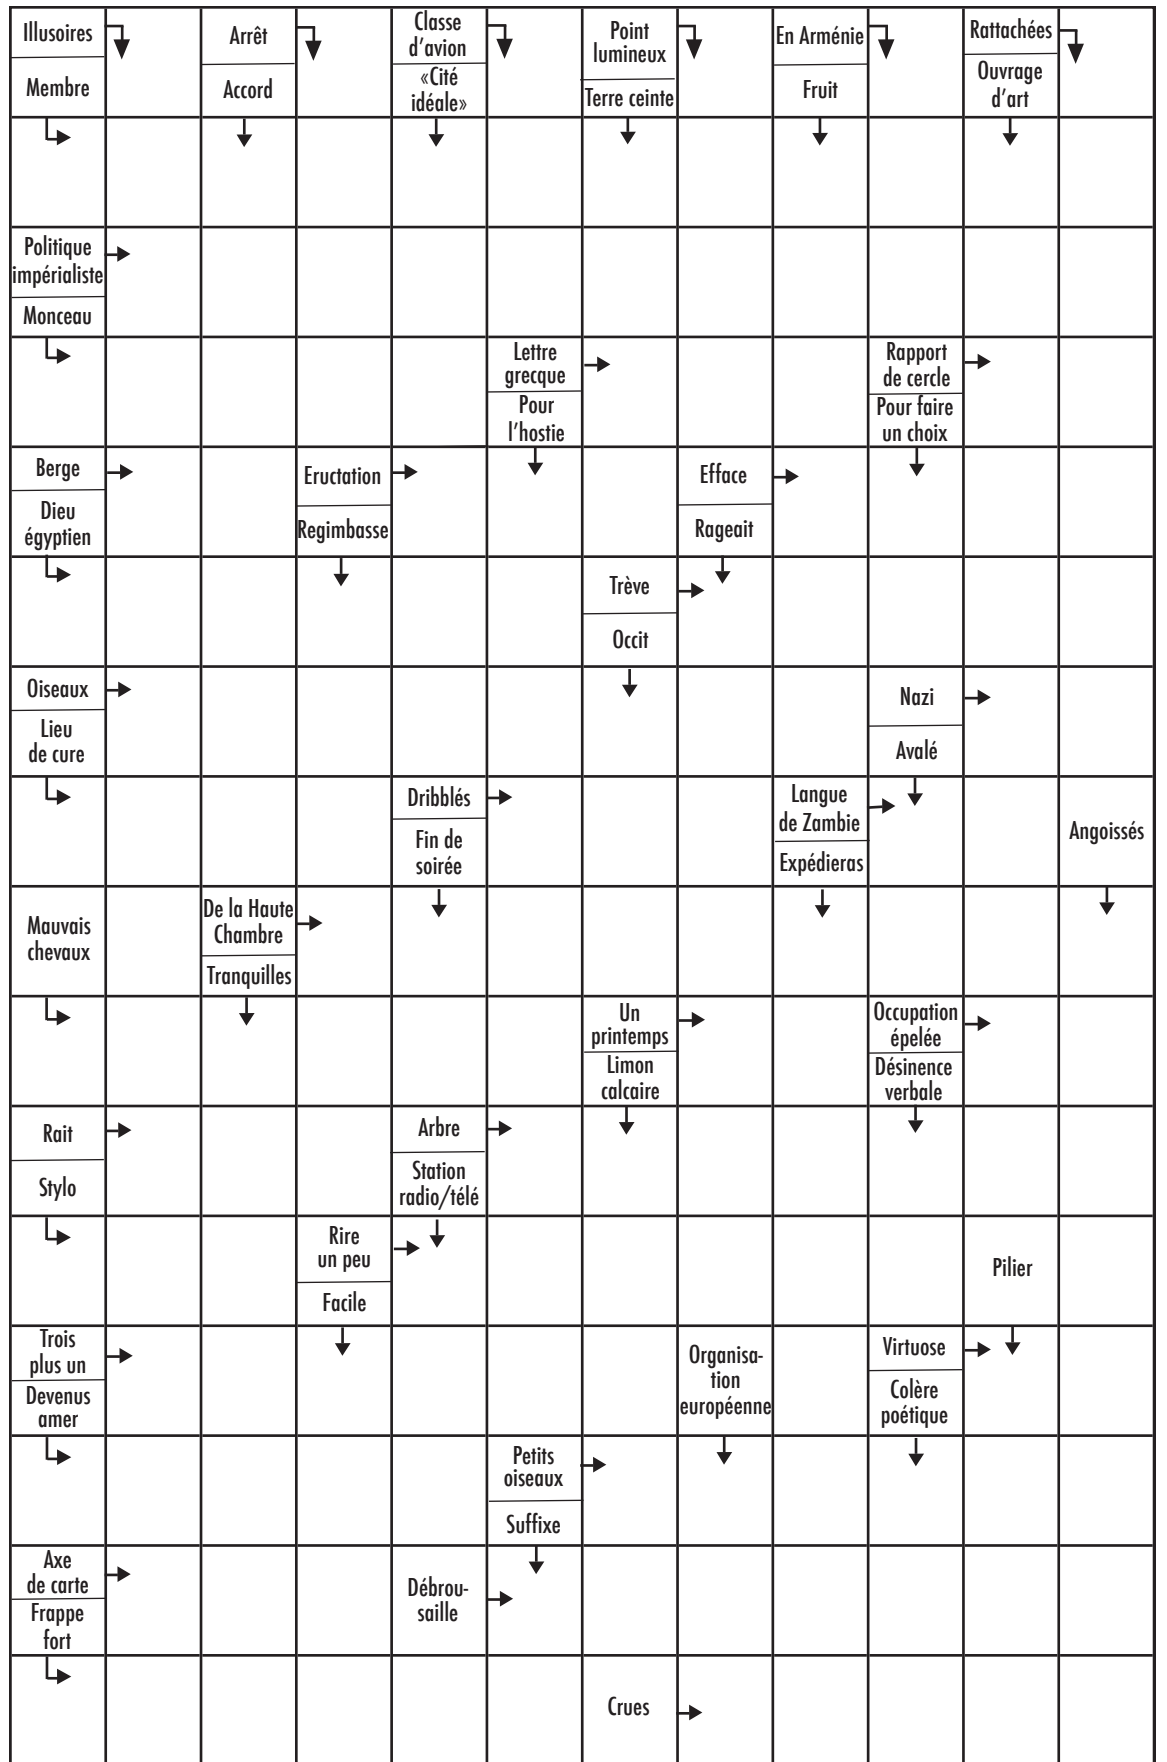 Illusoires
Membre
Arrêt
Accord
Classe
d'avion
«Cité
idéale»
Point
lumineux
Terre ceinte
En Arménie
Fruit
Rattachées
Ouvrage
d'art
Politique
impérialiste
Monceau
Lettre
grecque
Pour
l'hostie
Rapport
de cercle
Pour faire
un choix
Berge
Dieu
égyptien
Eructation
Regimbasse
Efface
Rageait
Trève
Occit
Oiseaux
Lieu
de cure
Nazi
Avalé
Dribblés
Fin de
soirée
Langue
de Zambie
Expédieras
Angoissés
Mauvais
chevaux
De la Haute
Chambre
Tranquilles
Un
printemps
Limon
calcaire
Occupation
épelée
Désinence
verbale
Rait
Stylo
Arbre
Station
radio/télé
Rire
un peu
Facile
Pilier
Trois
plus un
Devenus
amer
Organisa-
tion
européenne
Virtuose
Colère
poétique
Petits
oiseaux
Suffixe
Axe
de carte
Frappe
fort
Débrou-
saille
Crues